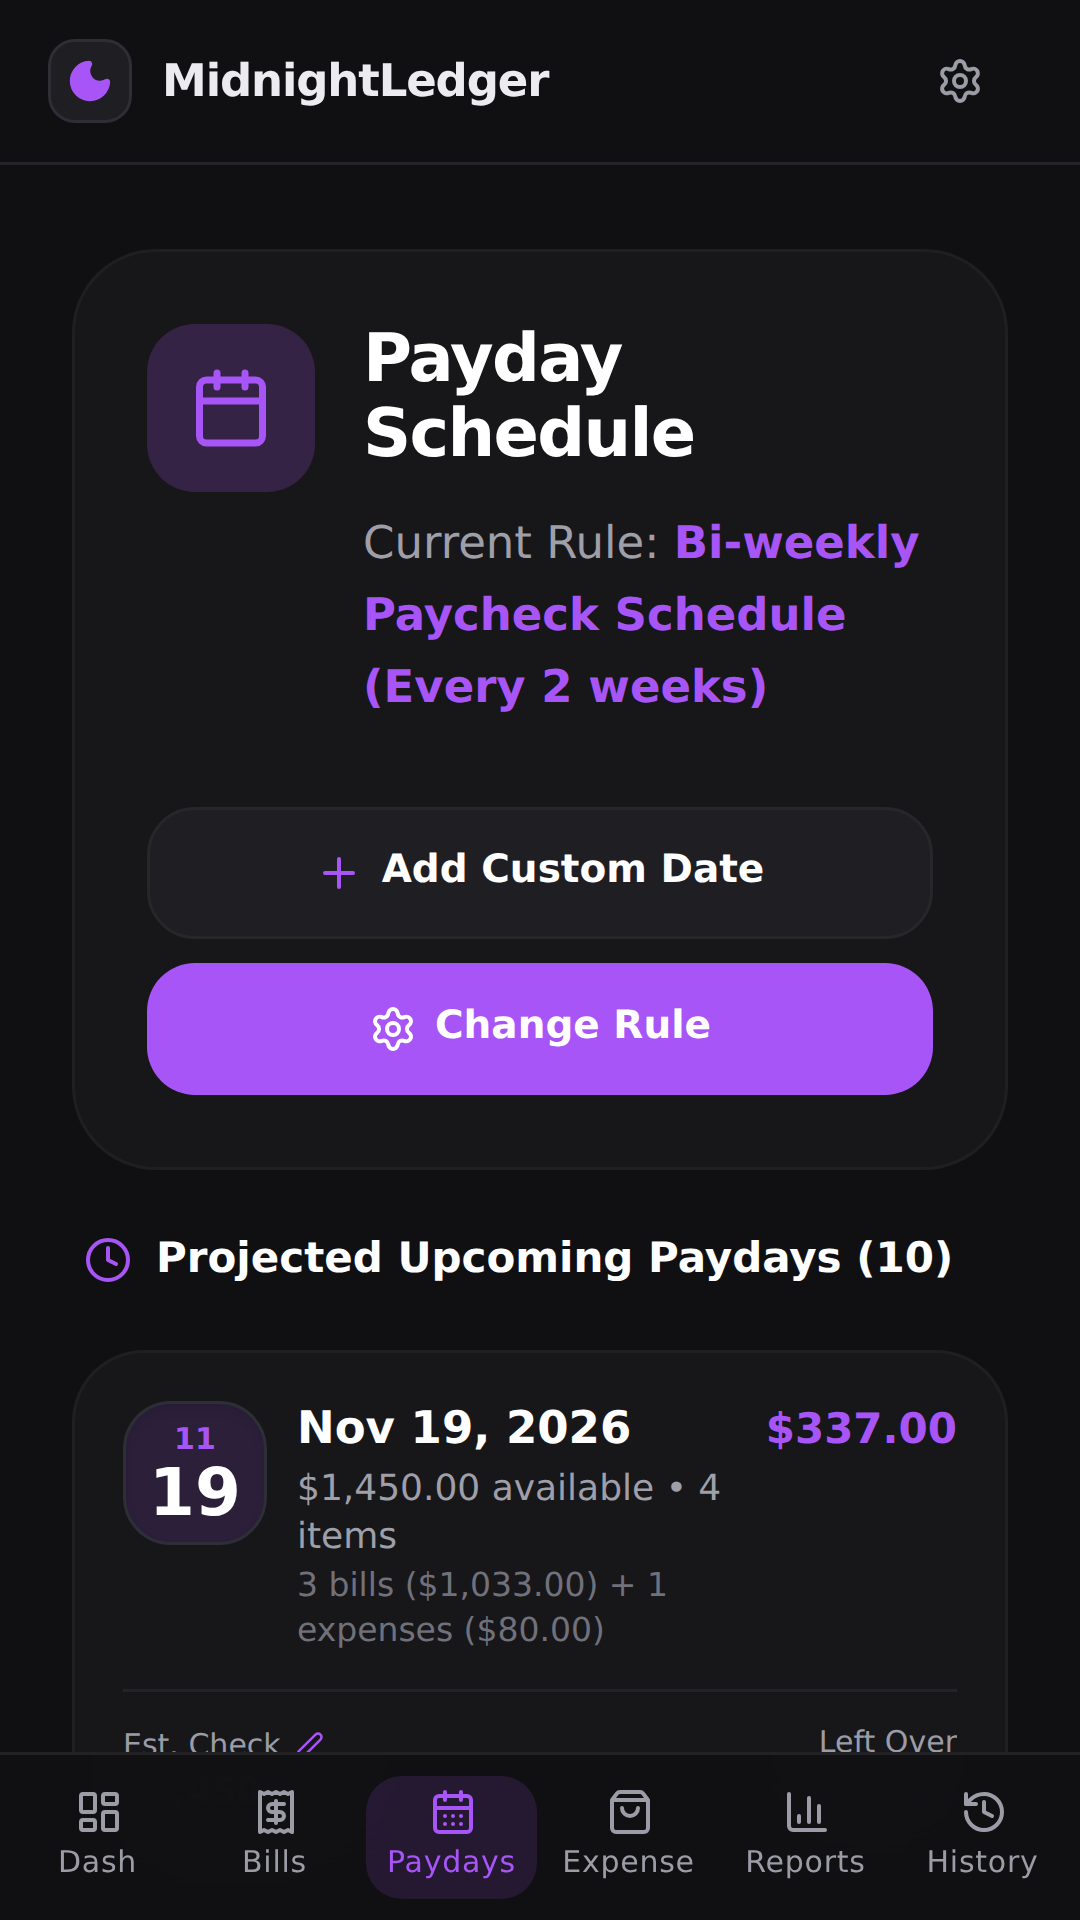 MidnightLedger
Payday
Schedule
Current Rule: Bi-weekly
Paycheck Schedule
(Every 2 weeks)
Add Custom Date
Change Rule
Projected Upcoming Paydays (10)
11
19
Nov 19, 2026
$337.00
$1,450.00 available • 4
items
3 bills ($1,033.00) + 1
expenses ($80.00)
Est. Check
Left Over
Dash
Bills
Paydays
Expense
Reports
History